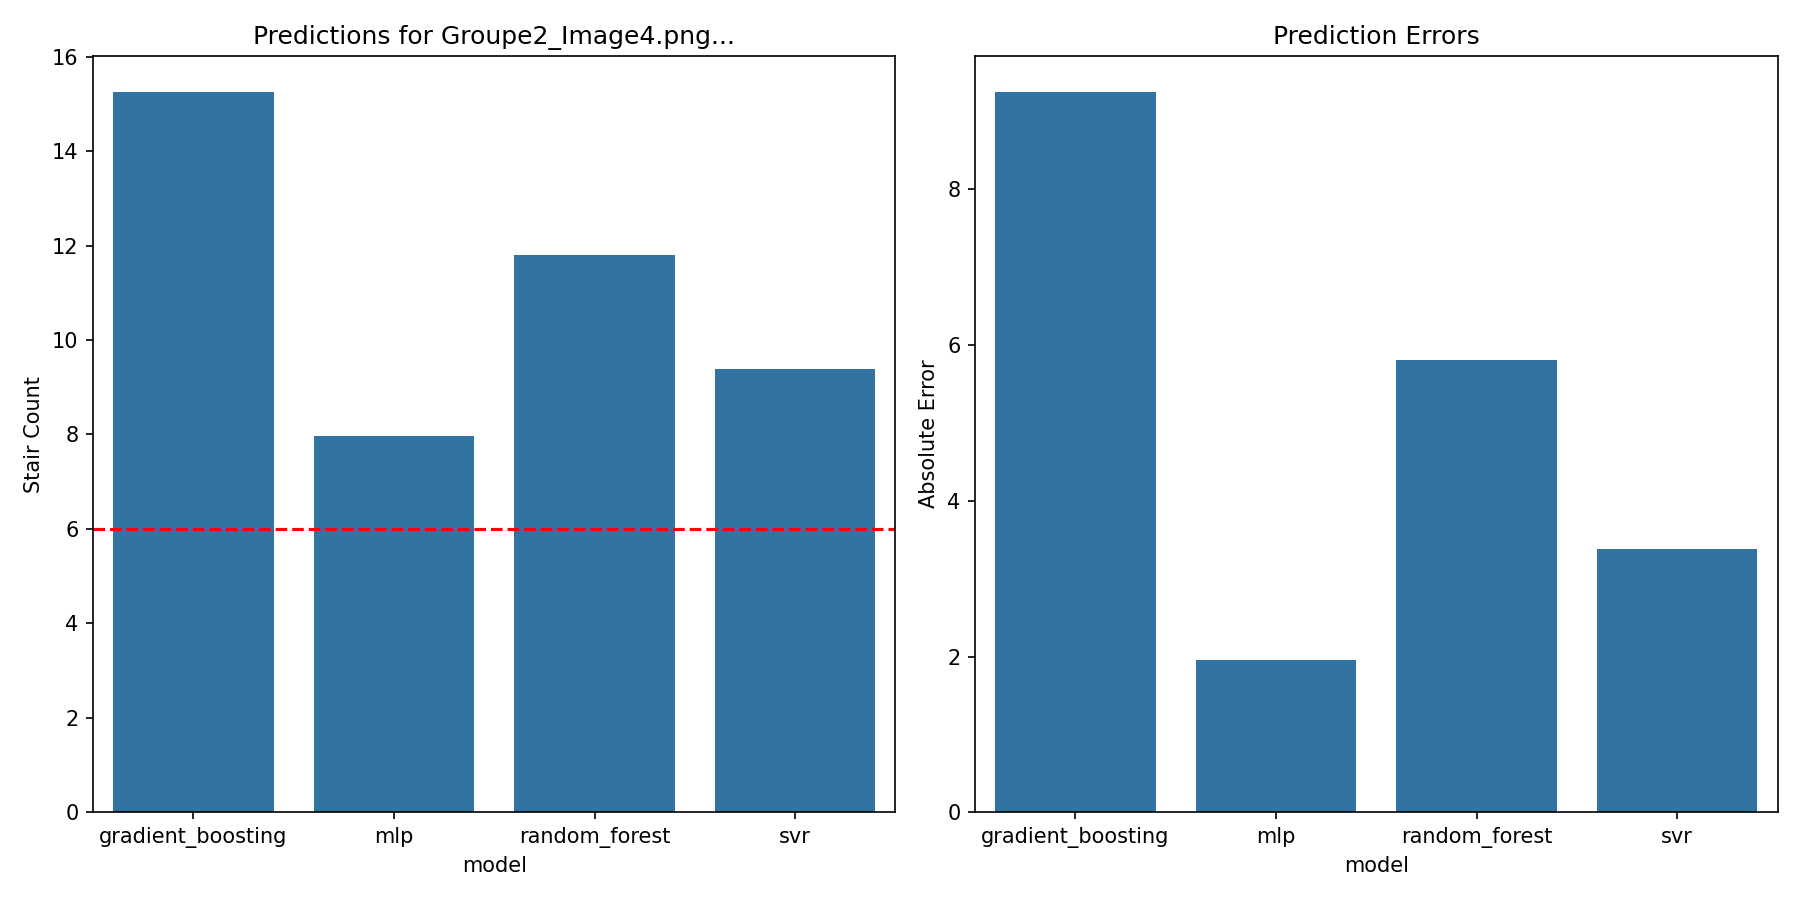 Predictions for Groupe2_Image4.png...
16
14
12
10
8
6
4
2
0
Stair Count
gradient_boosting mlp random_forest svr
model
Prediction Errors
8
6
4
2
0
Absolute Error
gradient_boosting mlp random_forest svr
model